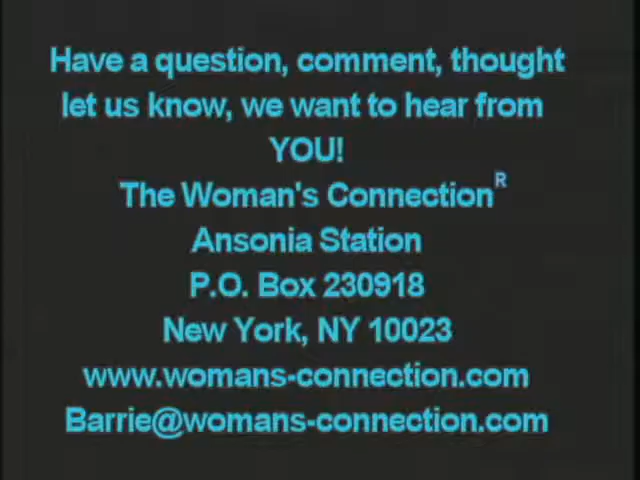 Have a question, comment, thought
let us know, we want to hear from
YOU!
The Woman's Connection R
Ansonia Station
P.O. Box 230918
New York, NY 10023
www.womans-connection.com
Barrie@womans-connection.com